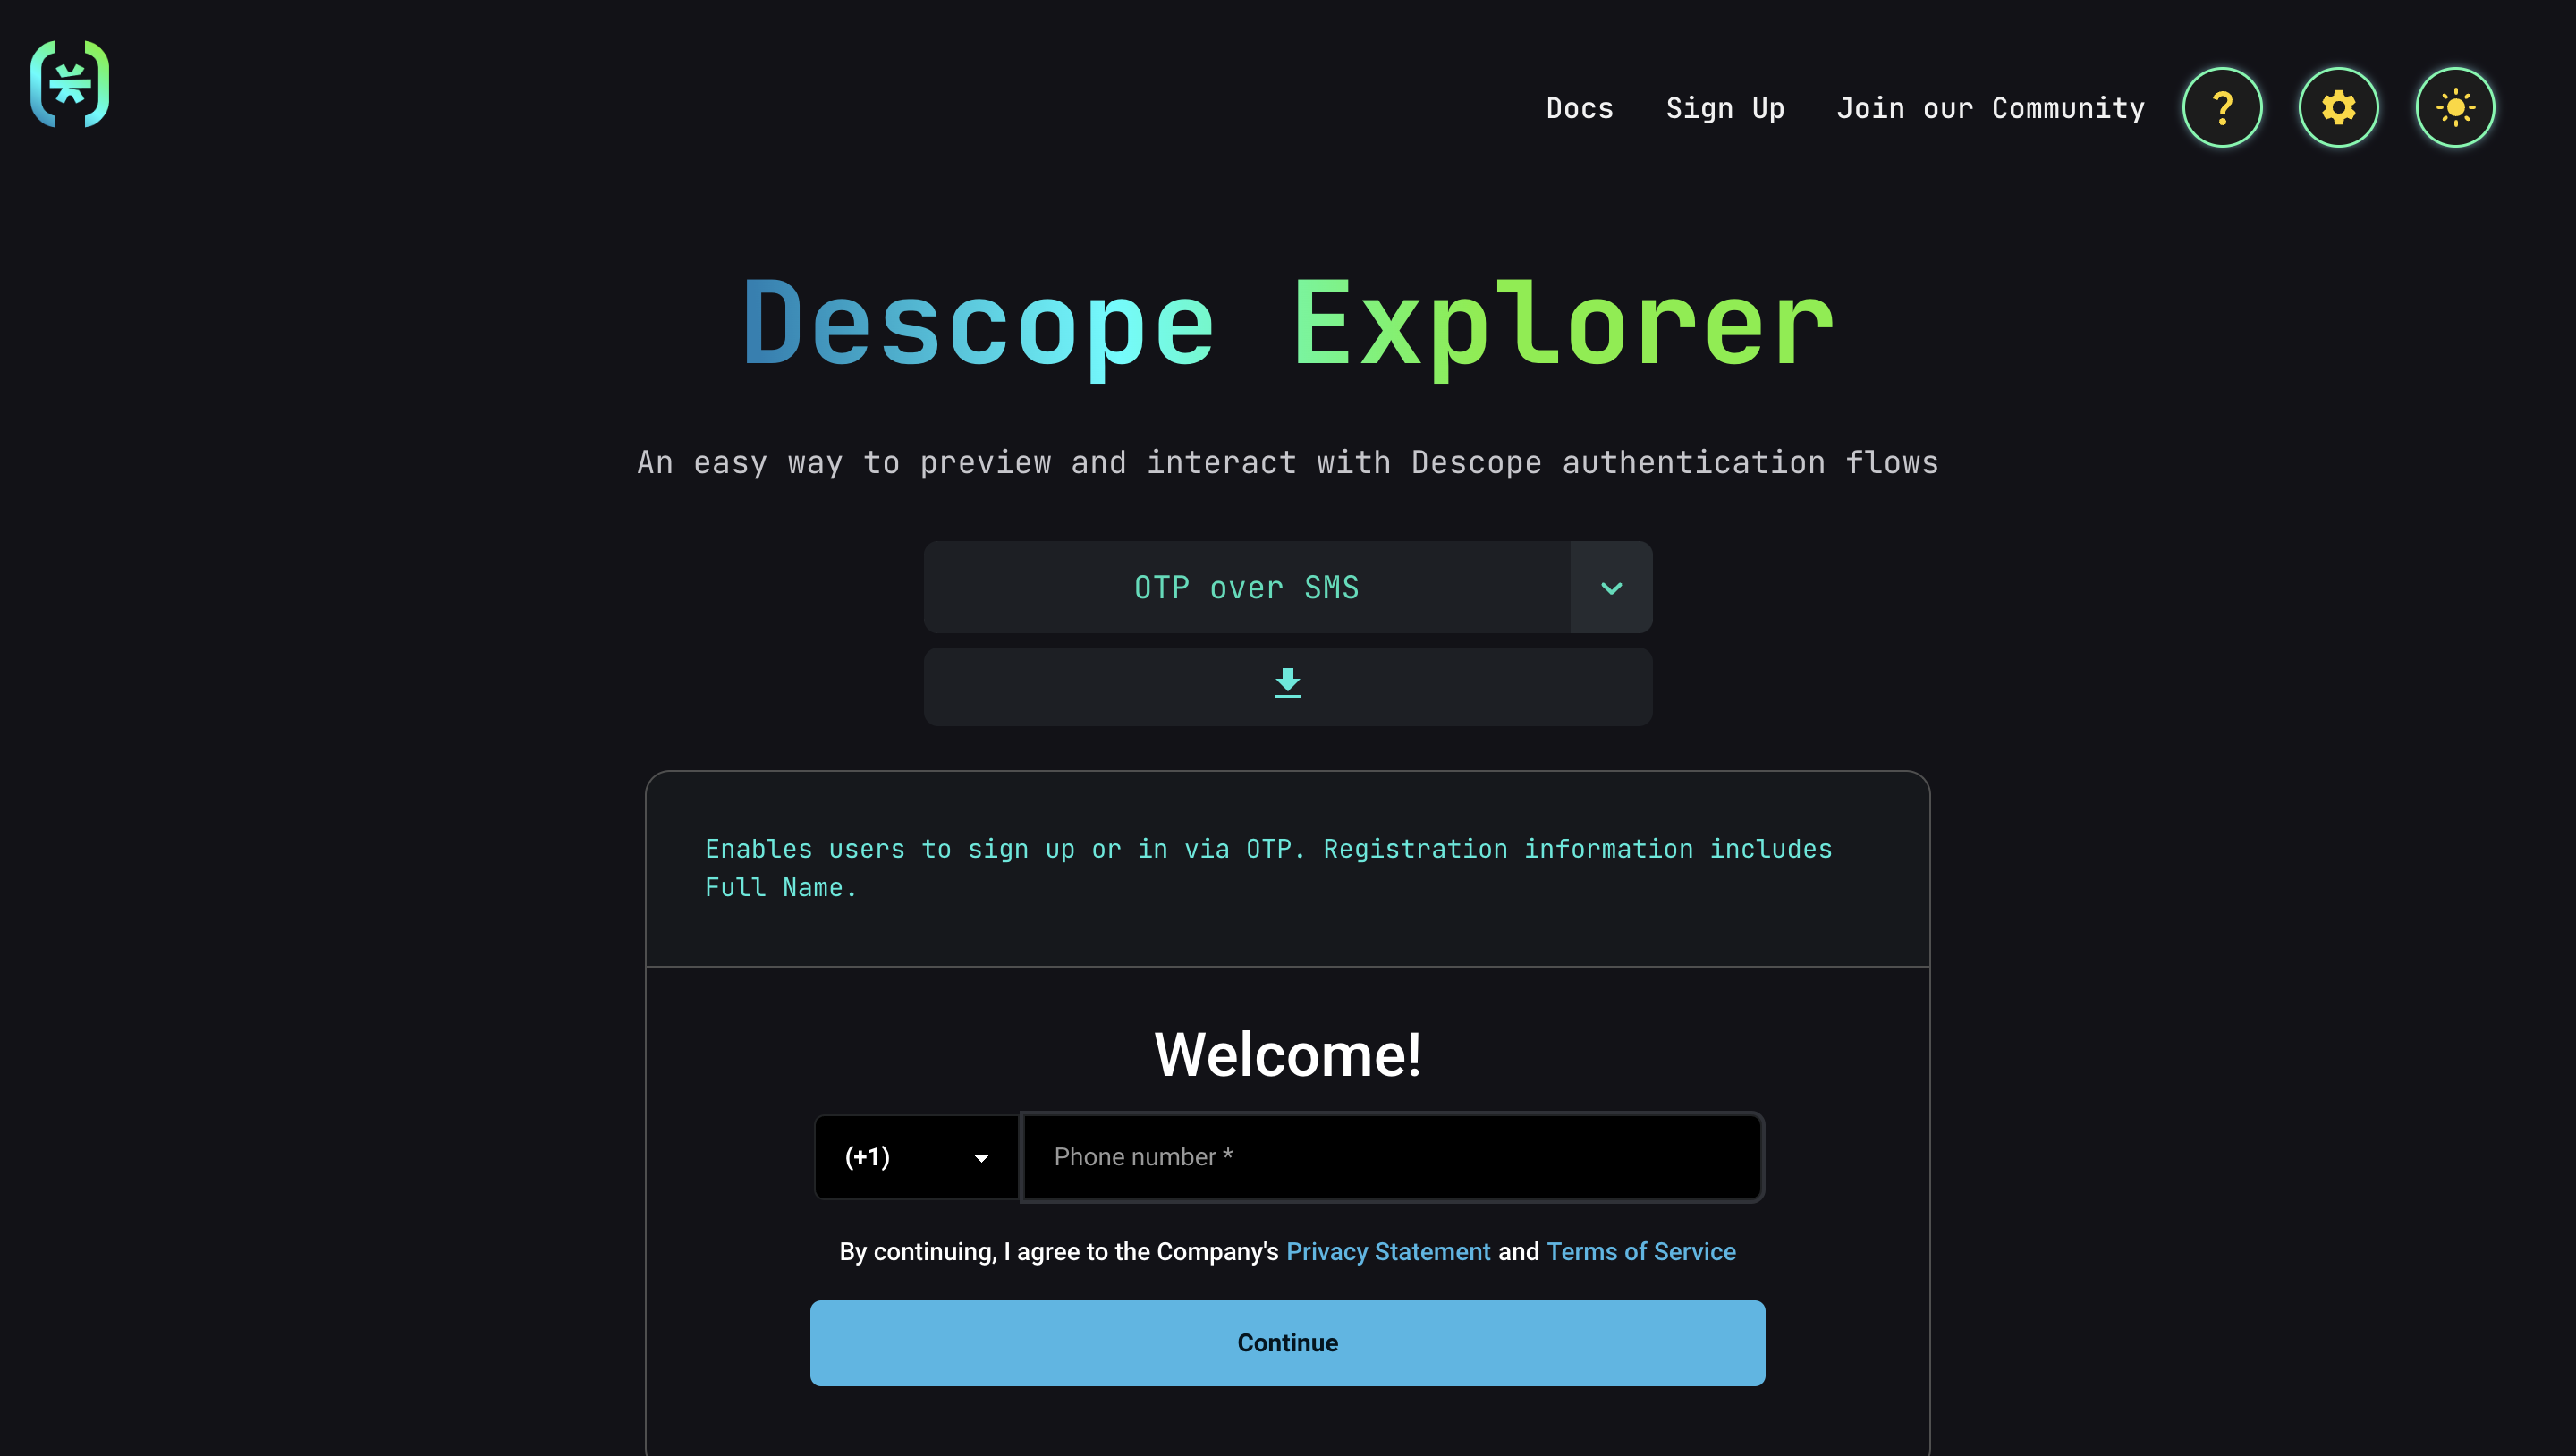 Docs Sign Up Join our Community ?
Descope Explorer
An easy way to preview and interact with Descope authentication flows
OTP over SMS
Enables users to sign up or in via OTP. Registration information includes
Full Name.
Welcome!
(+1) Phone number *
By continuing, I agree to the Company's Privacy Statement and Terms of Service
Continue